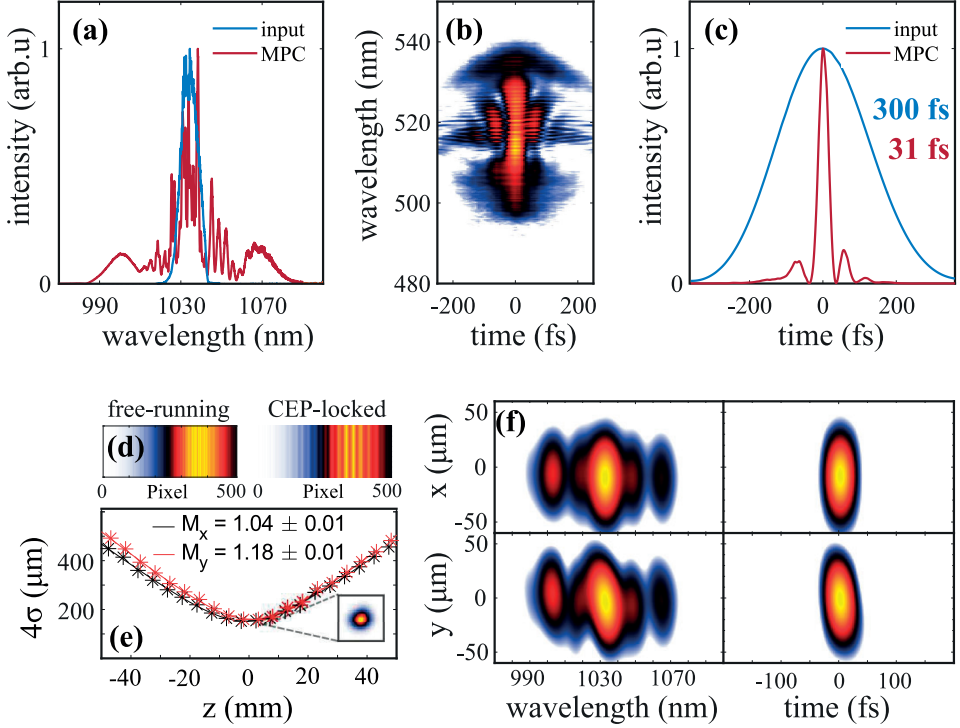 (a)
input
MPC
intensity (arb.u)
1
0
990
1030
1070
wavelength (nm)
(b)
wavelength (nm)
540
520
500
480
-200
0
200
time (fs)
(c)
input
MPC
300 fs
31 fs
intensity (arb.u)
1
0
-200
0
200
time (fs)
free-running
CEP-locked
(d)
0
Pixel
500
0
Pixel
500
M_x = 1.04 ± 0.01
M_y = 1.18 ± 0.01
4σ (μm)
400
200
(e)
-40
-20
0
20
40
z (mm)
(f)
x (μm)
50
0
-50
y (μm)
50
0
-50
990
1030
1070
wavelength (nm)
-100
0
100
time (fs)